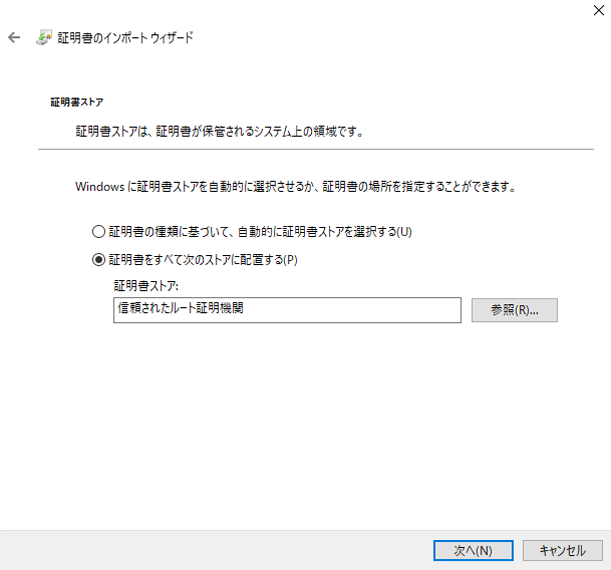 証明書のインポート ウィザード
証明書ストア
証明書ストアは、証明書が保管されるシステム上の領域です。
Windows に証明書ストアを自動的に選択させるか、証明書の場所を指定することができます。
証明書の種類に基づいて、自動的に証明書ストアを選択する(U)
証明書をすべて次のストアに配置する(P)
証明書ストア:
信頼されたルート証明機関
参照(R)...
次へ(N)
キャンセル